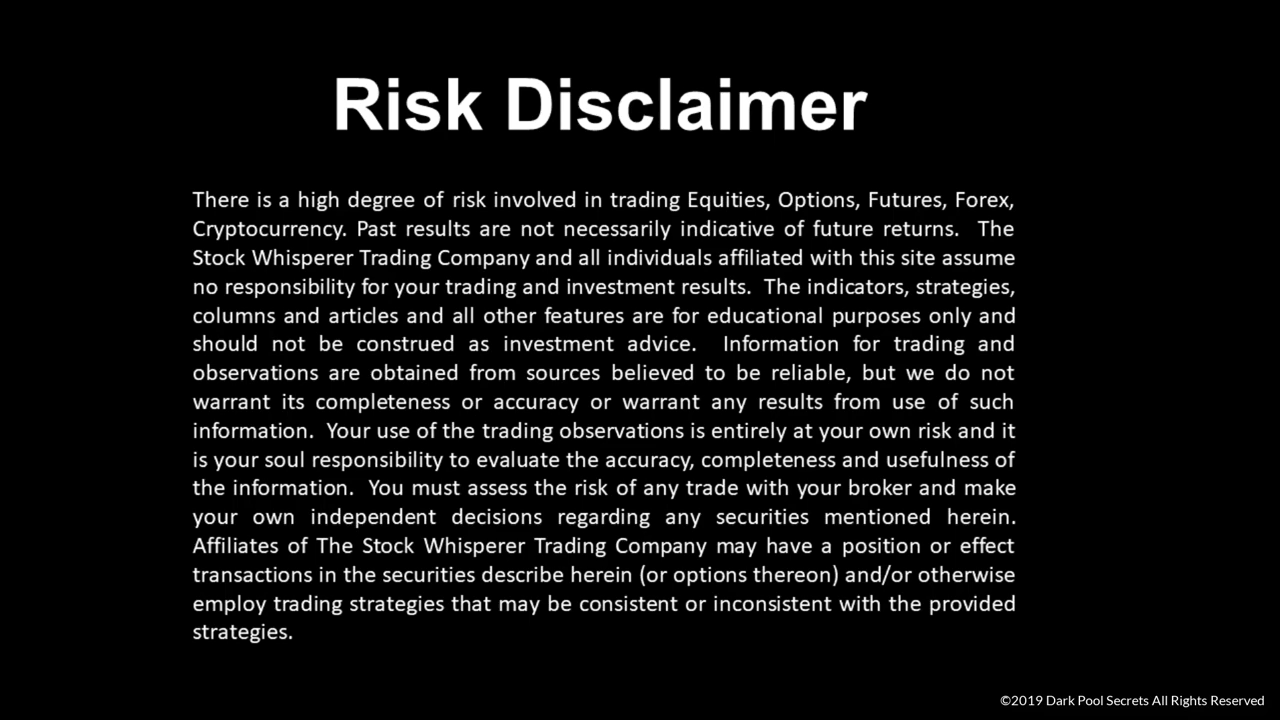 Risk Disclaimer
There is a high degree of risk involved in trading Equities, Options, Futures, Forex,
Cryptocurrency. Past results are not necessarily indicative of future returns.  The
Stock Whisperer Trading Company and all individuals affiliated with this site assume
no responsibility for your trading and investment results.  The indicators, strategies,
columns and articles and all other features are for educational purposes only and
should not be construed as investment advice.  Information for trading and
observations are obtained from sources believed to be reliable, but we do not
warrant its completeness or accuracy or warrant any results from use of such
information.  Your use of the trading observations is entirely at your own risk and it
is your soul responsibility to evaluate the accuracy, completeness and usefulness of
the information.  You must assess the risk of any trade with your broker and make
your own independent decisions regarding any securities mentioned herein.
Affiliates of The Stock Whisperer Trading Company may have a position or effect
transactions in the securities describe herein (or options thereon) and/or otherwise
employ trading strategies that may be consistent or inconsistent with the provided
strategies.
©2019 Dark Pool Secrets All Rights Reserved